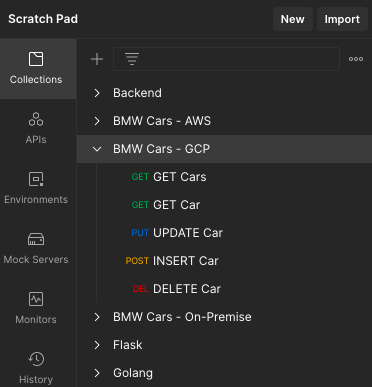 Scratch Pad
New
Import
Collections
APIs
Environments
Mock Servers
Monitors
History
Backend
BMW Cars - AWS
BMW Cars - GCP
GET GET Cars
GET GET Car
PUT UPDATE Car
POST INSERT Car
DEL DELETE Car
BMW Cars - On-Premise
Flask
Golang